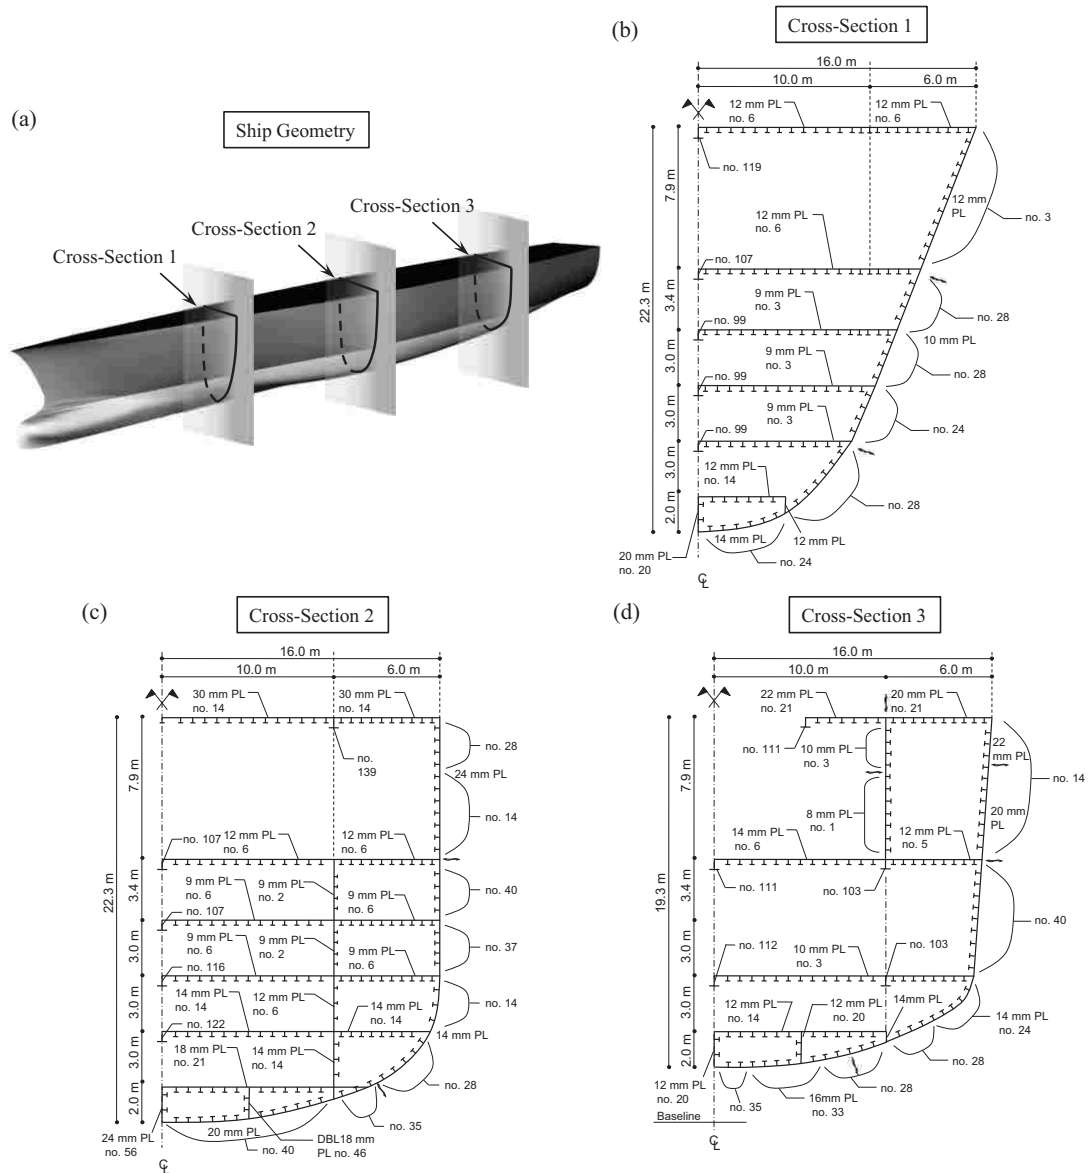 (a)
Ship Geometry
Cross-Section 3
Cross-Section 2
Cross-Section 1
(b)
Cross-Section 1
16.0 m
10.0 m
6.0 m
12 mm PL
no. 6
12 mm PL
no. 6
no. 119
12 mm
PL
no. 3
12 mm PL
no. 6
no. 107
9 mm PL
no. 3
no. 99
no. 28
10 mm PL
9 mm PL
no. 3
no. 99
no. 28
9 mm PL
no. 3
no. 99
no. 24
12 mm PL
no. 14
no. 28
14 mm PL
12 mm PL
20 mm PL
no. 20
no. 24
22.3 m
7.9 m
3.4 m
3.0 m
3.0 m
3.0 m
2.0 m
℄
(c)
Cross-Section 2
16.0 m
10.0 m
6.0 m
30 mm PL
no. 14
30 mm PL
no. 14
no.
139
no. 28
24 mm PL
no. 14
no. 107
12 mm PL
no. 6
12 mm PL
no. 6
9 mm PL
no. 6
9 mm PL
no. 2
9 mm PL
no. 6
no. 40
no. 107
9 mm PL
no. 6
9 mm PL
no. 2
9 mm PL
no. 6
no. 37
no. 116
14 mm PL
no. 14
12 mm PL
no. 6
14 mm PL
no. 14
no. 14
14 mm PL
no. 122
18 mm PL
no. 21
14 mm PL
no. 14
no. 28
no. 35
20 mm PL
24 mm PL
no. 56
no. 40
DBL18 mm
PL no. 46
22.3 m
7.9 m
3.4 m
3.0 m
3.0 m
3.0 m
2.0 m
℄
(d)
Cross-Section 3
16.0 m
10.0 m
6.0 m
22 mm PL
no. 21
20 mm PL
no. 21
no. 111
10 mm PL
no. 3
22
mm PL
no. 14
8 mm PL
no. 1
20 mm
PL
14 mm PL
no. 6
12 mm PL
no. 5
no. 111
no. 103
no. 40
no. 112
10 mm PL
no. 3
no. 103
12 mm PL
no. 14
12 mm PL
no. 20
14mm PL
14 mm PL
no. 24
no. 28
no. 28
12 mm PL
no. 20
no. 35
16mm PL
no. 33
Baseline
19.3 m
7.9 m
3.4 m
3.0 m
3.0 m
2.0 m
℄